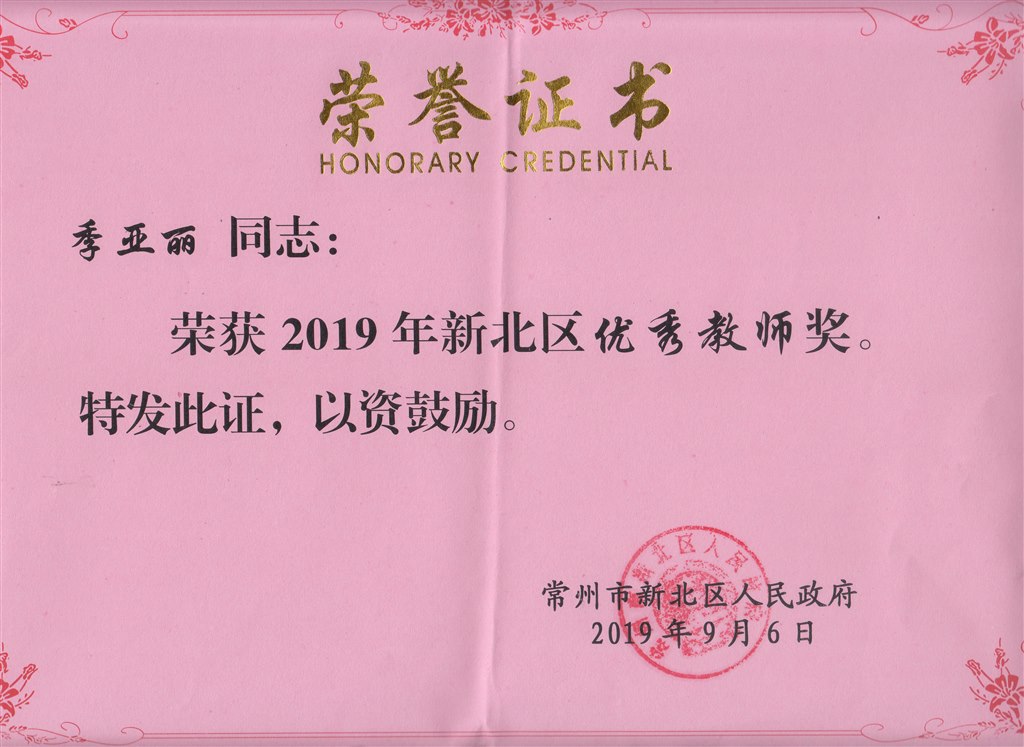 荣誉证书
HONORARY CREDENTIAL
季亚丽 同志：
荣获 2019 年新北区优秀教师奖。
特发此证，以资鼓励。
常州市新北区人民政府
2019 年 9 月 6 日